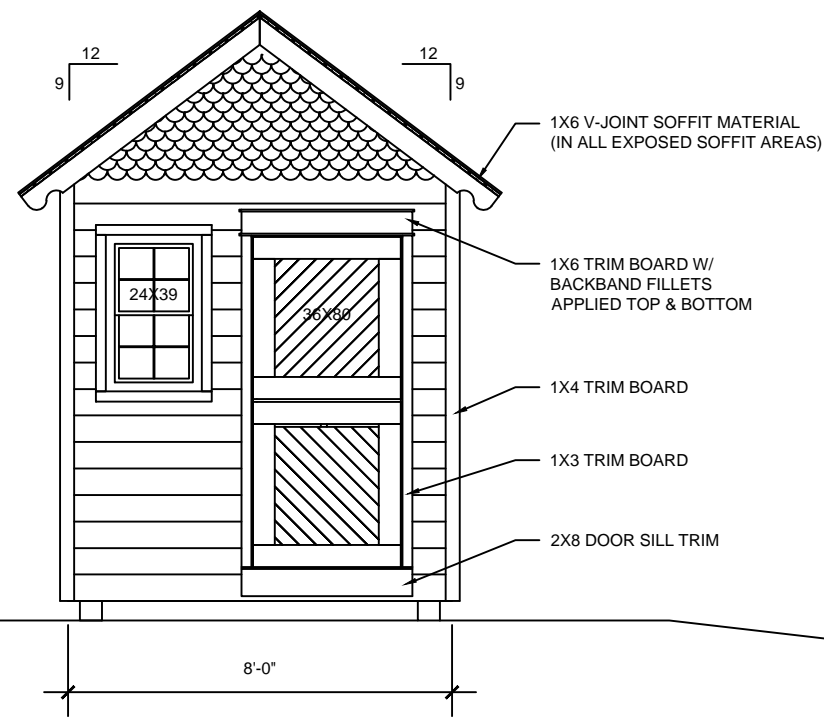 12
9
12
9
1X6 V-JOINT SOFFIT MATERIAL
(IN ALL EXPOSED SOFFIT AREAS)
1X6 TRIM BOARD W/
BACKBAND FILLETS
APPLIED TOP & BOTTOM
24X39
36X80
1X4 TRIM BOARD
1X3 TRIM BOARD
2X8 DOOR SILL TRIM
8'-0"